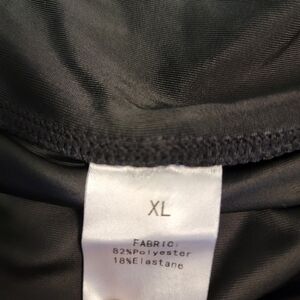 XL
FABRIC:
82%Polyester
18%Elastane